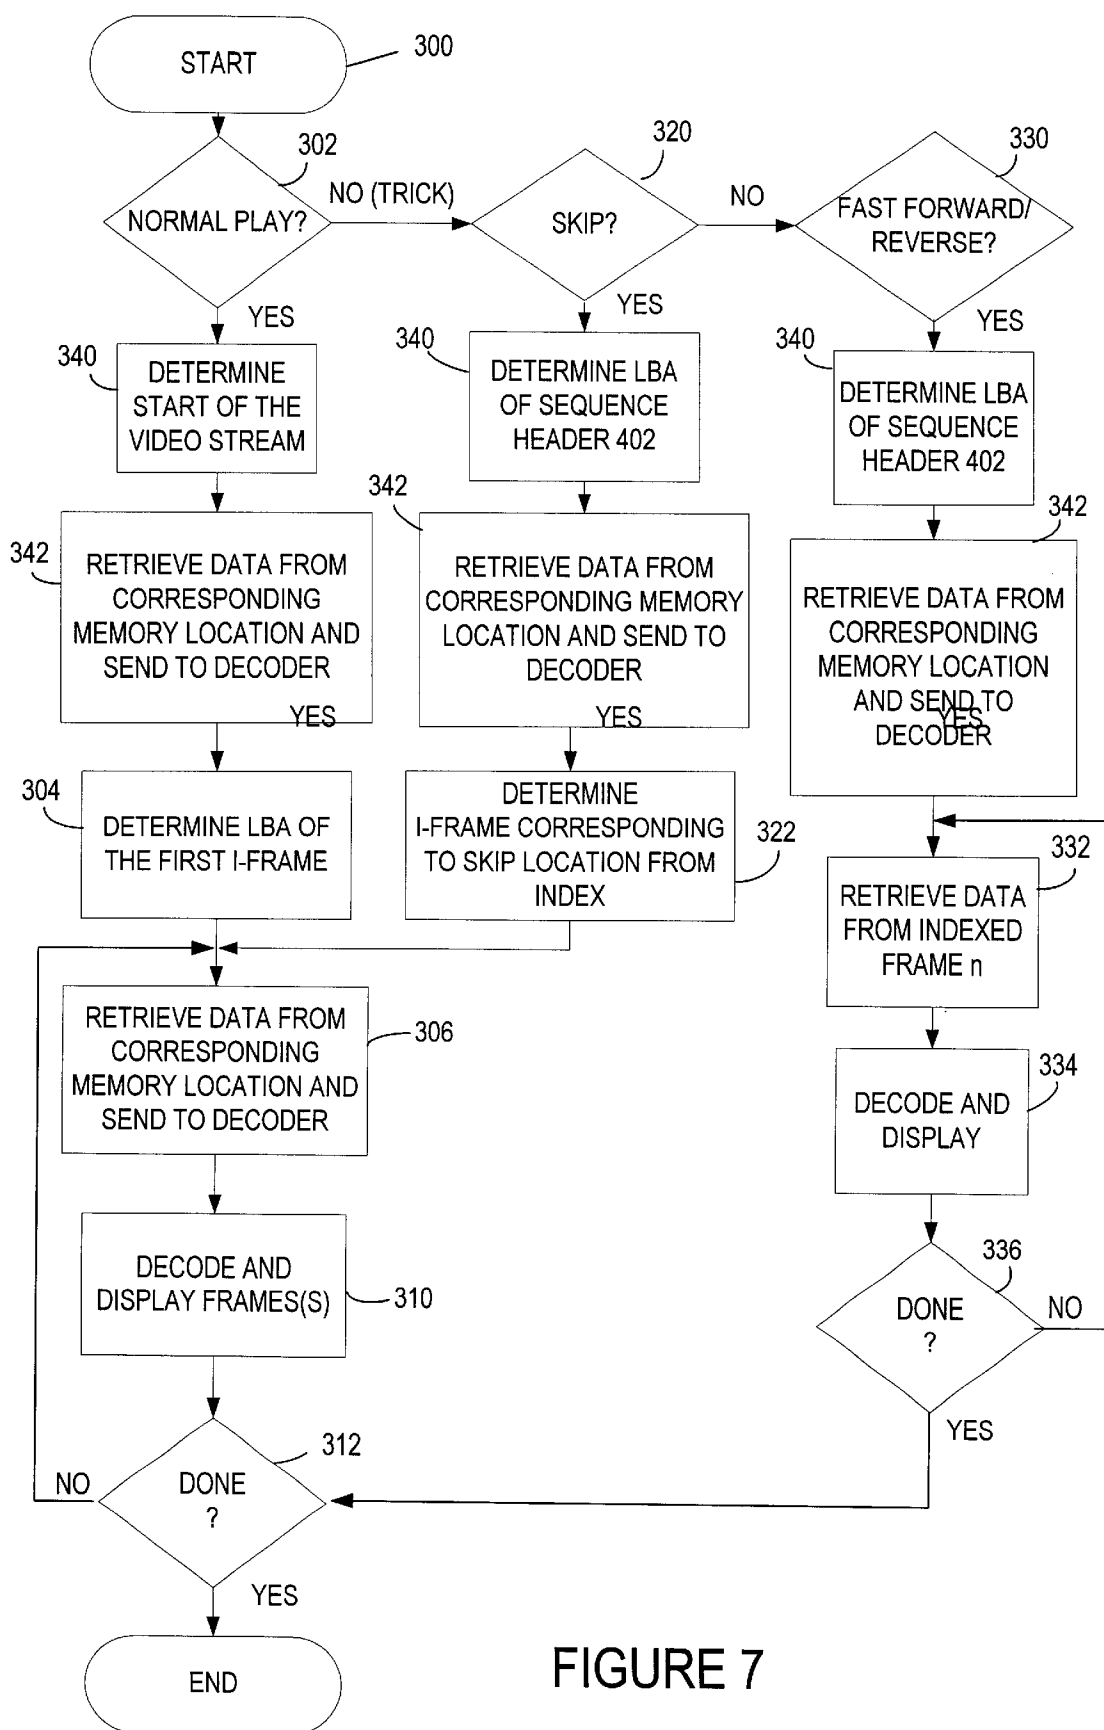 START
300
302
NORMAL PLAY?
NO (TRICK)
320
SKIP?
NO
330
FAST FORWARD/
REVERSE?
YES
YES
YES
340
DETERMINE
START OF THE
VIDEO STREAM
340
DETERMINE LBA
OF SEQUENCE
HEADER 402
340
DETERMINE LBA
OF SEQUENCE
HEADER 402
342
RETRIEVE DATA FROM
CORRESPONDING
MEMORY LOCATION AND
SEND TO DECODER
YES
342
RETRIEVE DATA FROM
CORRESPONDING MEMORY
LOCATION AND SEND TO
DECODER
YES
342
RETRIEVE DATA FROM
CORRESPONDING
MEMORY LOCATION
AND SEND TO
YES
DECODER
304
DETERMINE LBA OF
THE FIRST I-FRAME
DETERMINE
I-FRAME CORRESPONDING
TO SKIP LOCATION FROM
INDEX
322
332
RETRIEVE DATA
FROM INDEXED
FRAME n
RETRIEVE DATA FROM
CORRESPONDING
MEMORY LOCATION AND
SEND TO DECODER
306
334
DECODE AND
DISPLAY
DECODE AND
DISPLAY FRAMES(S)
310
336
DONE
?
NO
YES
312
DONE
?
NO
YES
END
FIGURE 7